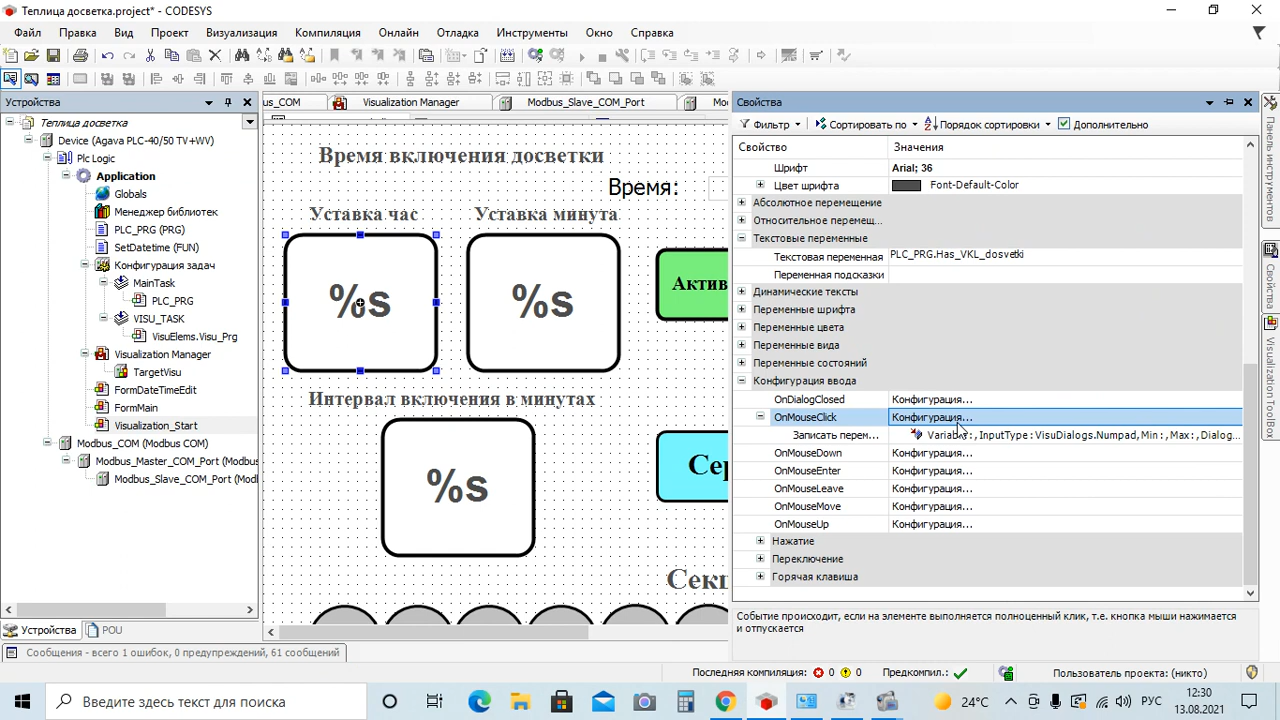 Теплица досветка.project* - CODESYS
Файл Правка Вид Проект Визуализация Компиляция Онлайн Отладка Инструменты Окно Справка
Устройства
Теплица досветка
Device (Agava PLC-40/50 TV+WV)
Plc Logic
Application
Globals
Менеджер библиотек
PLC_PRG (PRG)
SetDatetime (FUN)
Конфигурация задач
MainTask
PLC_PRG
VISU_TASK
VisuElems.Visu_Prg
Visualization Manager
TargetVisu
FormDateTimeEdit
FormMain
Visualization_Start
Modbus_COM (Modbus COM)
Modbus_Master_COM_Port (Modbus
Modbus_Slave_COM_Port (Mod
Устройства POU
us_COM Visualization Manager Modbus_Slave_COM_Port Mo
Время включения досветки
Время:
Уставка час Уставка минута
%s %s
Актив
Интервал включения в минутах
%s
Сер
Секц
Свойства
Фильтр Сортировать по Порядок сортировки Дополнительно
Свойство Значения
Шрифт Arial; 36
Цвет шрифта Font-Default-Color
Абсолютное перемещение
Относительное перемещ...
Текстовые переменные
Текстовая переменная PLC_PRG.Has_VKL_dosvetki
Переменная подсказки
Динамические тексты
Переменные шрифта
Переменные цвета
Переменные вида
Переменные состояний
Конфигурация ввода
OnDialogClosed Конфигурация...
OnMouseClick Конфигурация...
Записать перем... Variable: , InputType : VisuDialogs.Numpad, Min : , Max : , Dialog...
OnMouseDown Конфигурация...
OnMouseEnter Конфигурация...
OnMouseLeave Конфигурация...
OnMouseMove Конфигурация...
OnMouseUp Конфигурация...
Нажатие
Переключение
Горячая клавиша
Событие происходит, если на элементе выполняется полноценный клик, т.е. кнопка мыши нажимается
и отпускается
Панель инструментов
Свойства
Visualization ToolBox
Сообщения - всего 1 ошибок, 0 предупреждений, 61 сообщений
Последняя компиляция: 0 0 Предкомпил.: Пользователь проекта: (никто)
Введите здесь текст для поиска
24°C РУС
12:30
13.08.2021